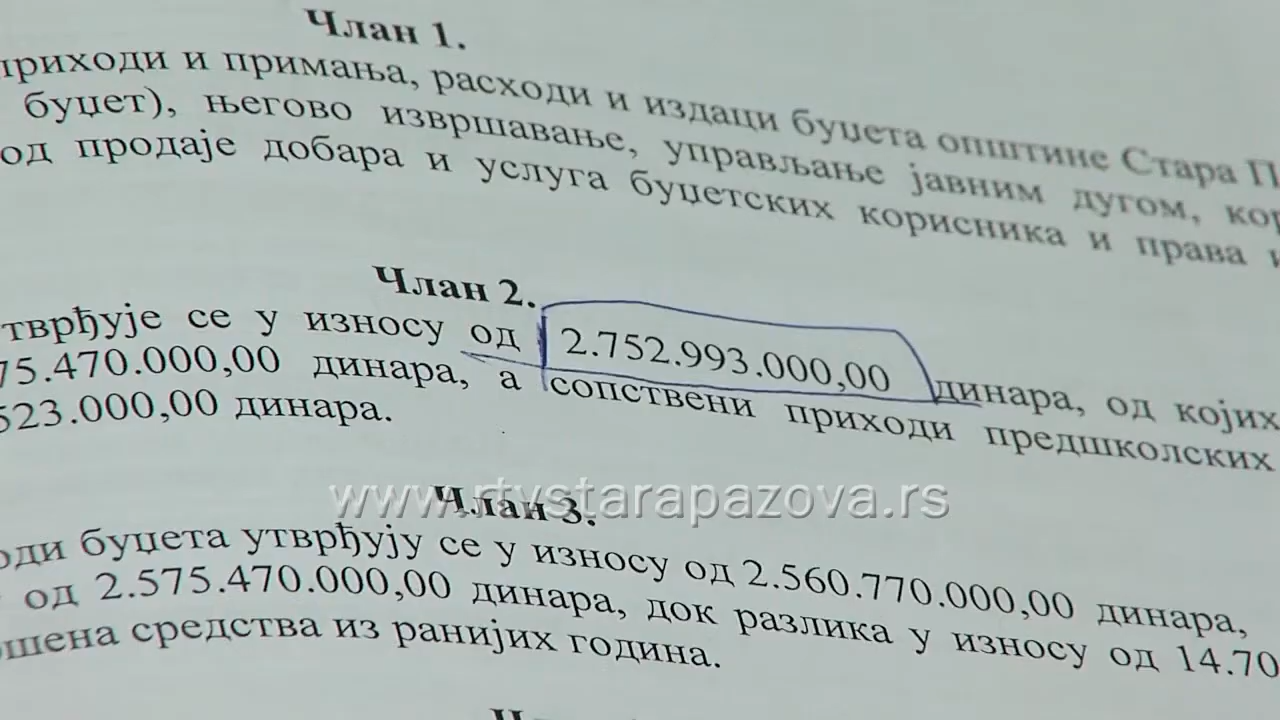 Члан 1.
приходи и примања, расходи и издаци буџета општине Стара
буџет), његово извршавање, управљање јавним дугом,
од продаје добара и услуга буџетских корисника и права
Члан 2.
утврђује се у износу од 2.752.993.000,00 динара, од којих
75.470.000,00 динара, а сопствени приходи предшколских
523.000,00 динара.
www.rtvstarapazova.rs
Члан 3.
буџета утврђују се у износу од 2.560.770.000,00 динара,
од 2.575.470.000,00 динара, док разлика у износу од 14.70
средства из ранијих година.